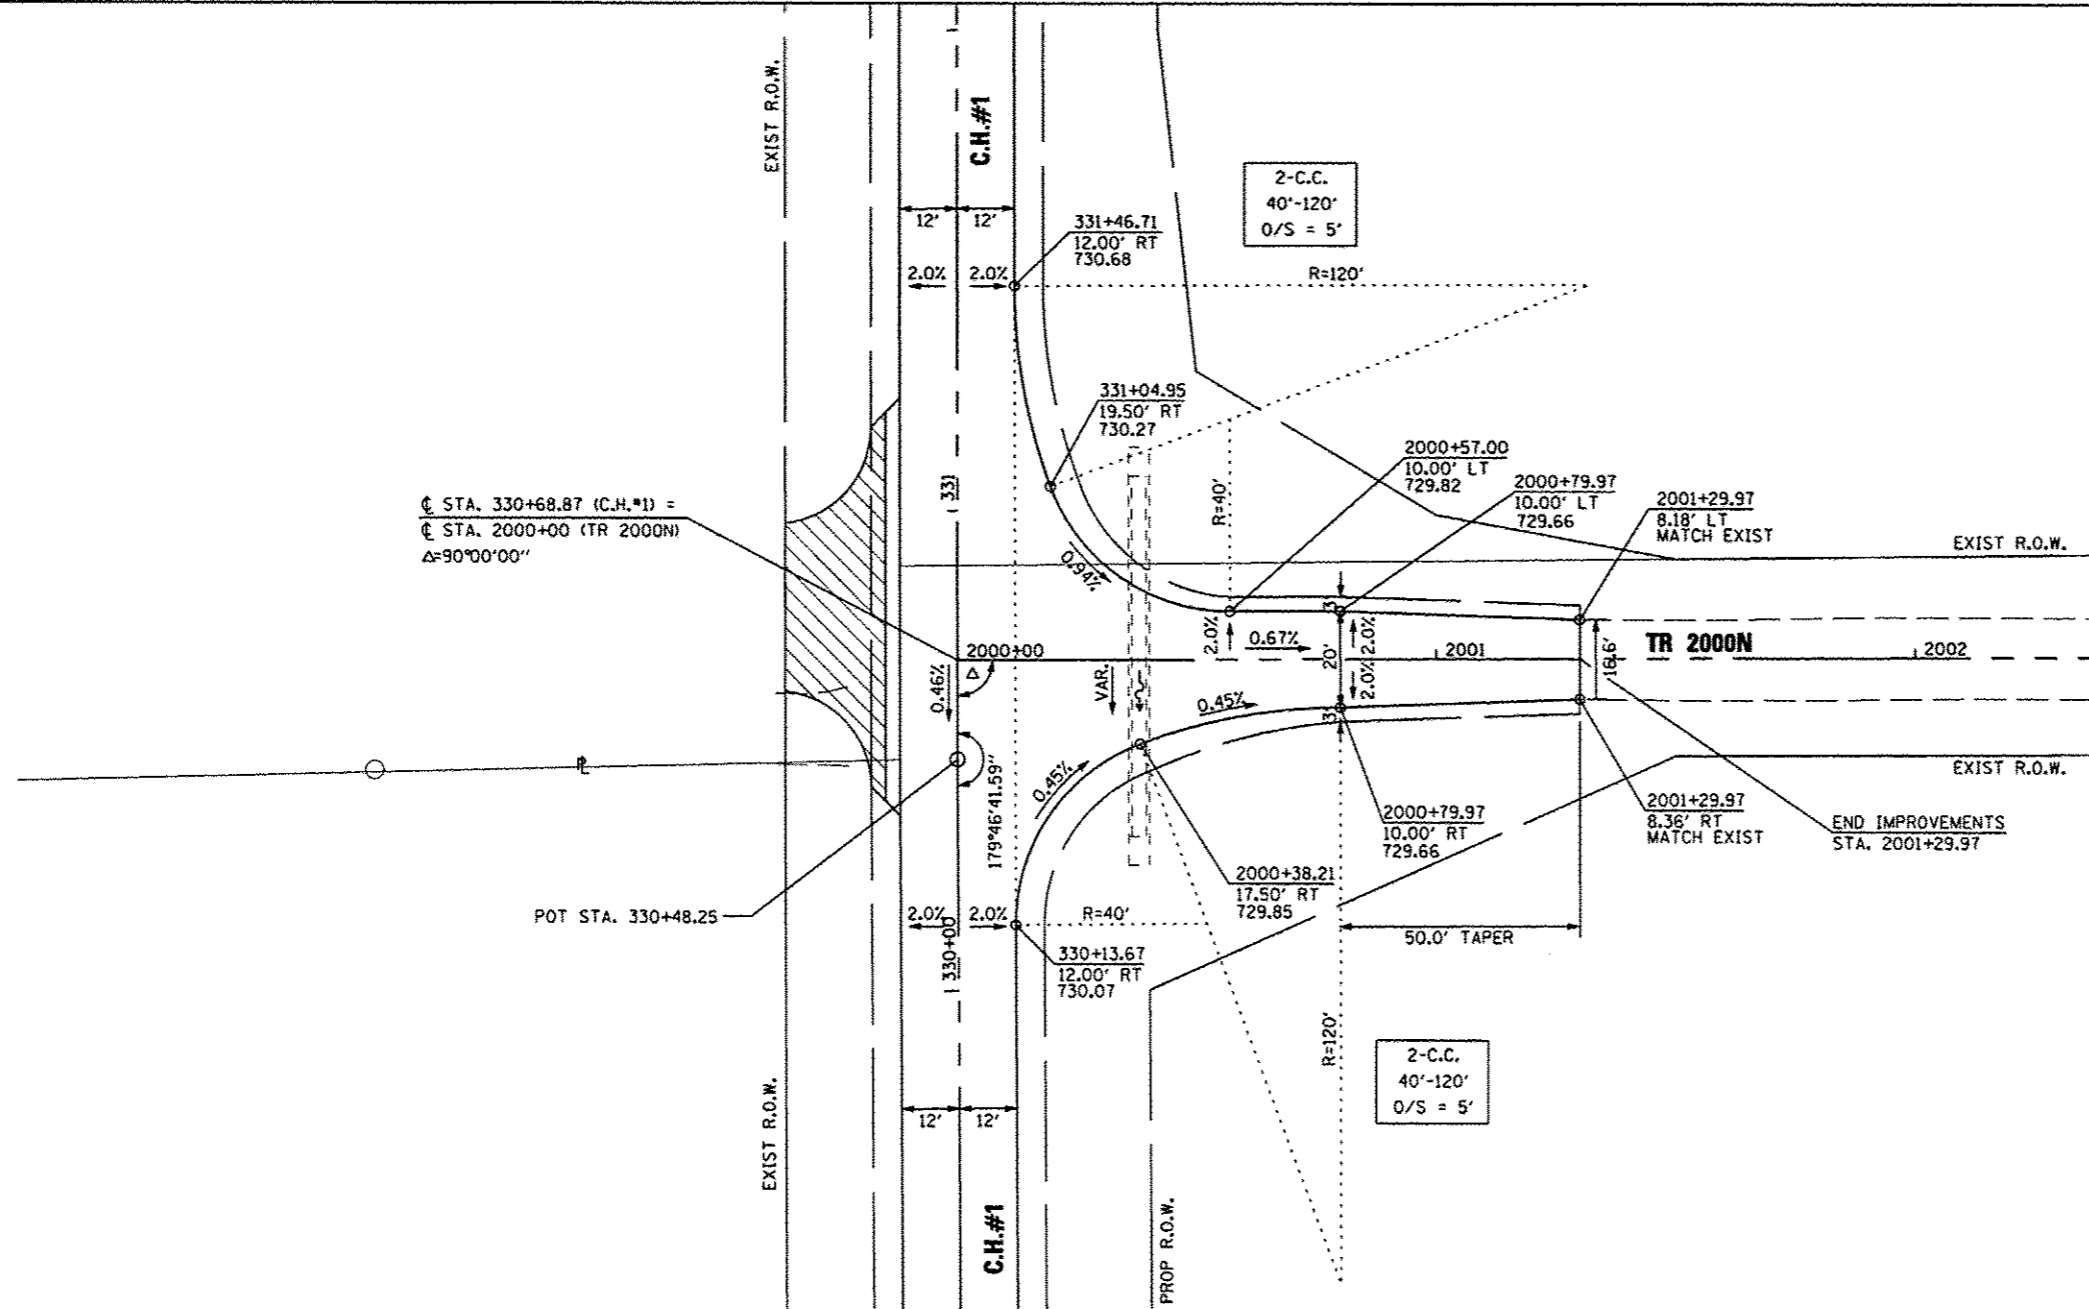 EXIST R.O.W.
C.H.#1
2-C.C.
40'-120'
O/S = 5'
12'
12'
331+46.71
12.00' RT
730.68
2.0%
2.0%
R=120'
331+04.95
19.50' RT
730.27
331
R=40'
2000+57.00
10.00' LT
729.82
2000+79.97
10.00' LT
729.66
2001+29.97
8.18' LT
MATCH EXIST
EXIST R.O.W.
℄ STA. 330+68.87 (C.H.#1) =
℄ STA. 2000+00 (TR 2000N)
Δ=90°00'00"
0.94%
3'
2000+00
2.0%
0.67%
20'
2.0%
2.0%
2001
16.6'
TR 2000N
2002
Δ
0.46%
VAR.
0.45%
3'
℄
179°46'41.59"
0.45%
EXIST R.O.W.
2000+79.97
10.00' RT
729.66
2001+29.97
8.36' RT
MATCH EXIST
END IMPROVEMENTS
STA. 2001+29.97
2000+38.21
17.50' RT
729.85
POT STA. 330+48.25
2.0%
2.0%
R=40'
50.0' TAPER
330+00
330+13.67
12.00' RT
730.07
R=120'
2-C.C.
40'-120'
O/S = 5'
12'
12'
EXIST R.O.W.
C.H.#1
PROP R.O.W.